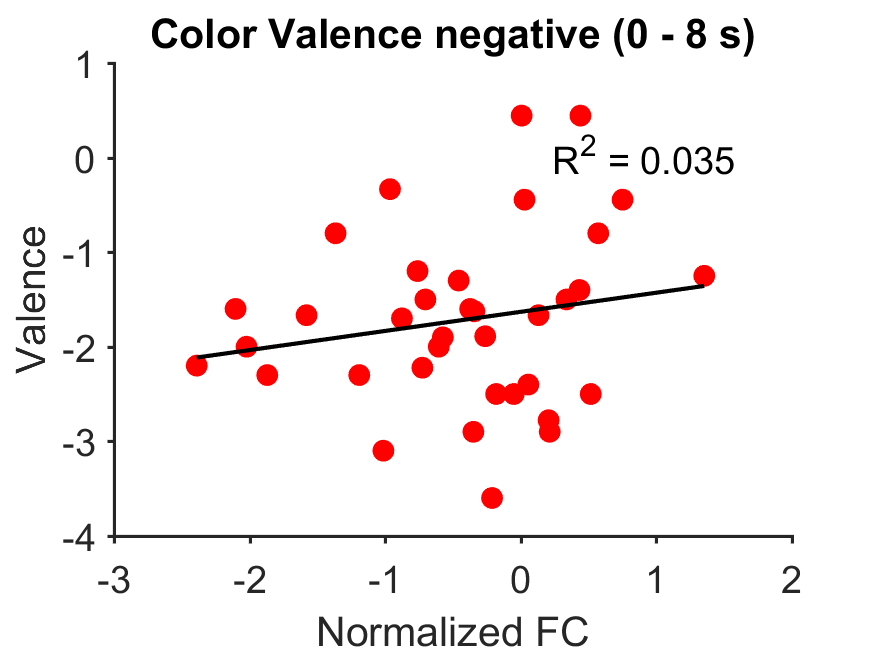 Color Valence negative (0 - 8 s)
1
0
-1
-2
-3
-4
Valence
R² = 0.035
-3 -2 -1 0 1 2
Normalized FC